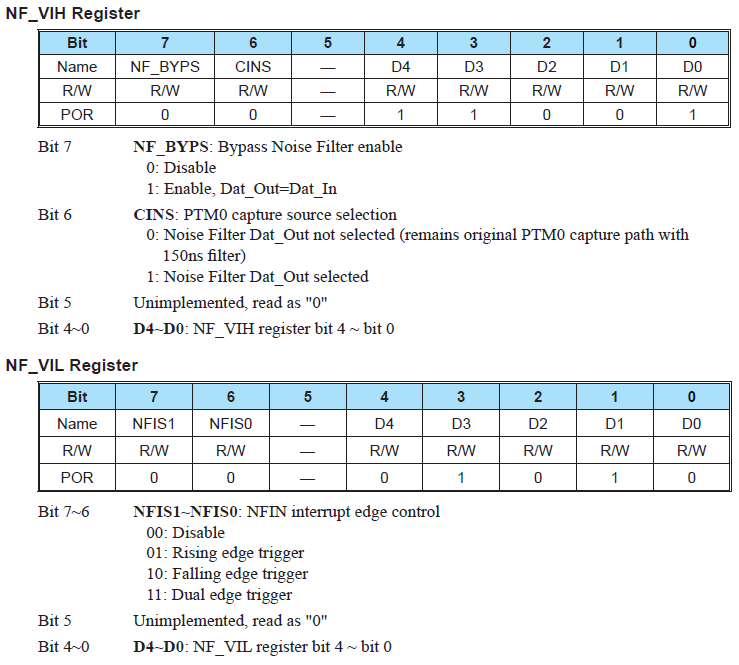 NF_VIH Register
Bit 7 6 5 4 3 2 1 0
Name NF_BYPS CINS — D4 D3 D2 D1 D0
R/W R/W R/W — R/W R/W R/W R/W R/W
POR 0 0 — 1 1 0 0 1
Bit 7 NF_BYPS: Bypass Noise Filter enable
0: Disable
1: Enable, Dat_Out=Dat_In
Bit 6 CINS: PTM0 capture source selection
0: Noise Filter Dat_Out not selected (remains original PTM0 capture path with
150ns filter)
1: Noise Filter Dat_Out selected
Bit 5 Unimplemented, read as "0"
Bit 4~0 D4~D0: NF_VIH register bit 4 ~ bit 0
NF_VIL Register
Bit 7 6 5 4 3 2 1 0
Name NFIS1 NFIS0 — D4 D3 D2 D1 D0
R/W R/W R/W — R/W R/W R/W R/W R/W
POR 0 0 — 0 1 0 1 0
Bit 7~6 NFIS1~NFIS0: NFIN interrupt edge control
00: Disable
01: Rising edge trigger
10: Falling edge trigger
11: Dual edge trigger
Bit 5 Unimplemented, read as "0"
Bit 4~0 D4~D0: NF_VIL register bit 4 ~ bit 0